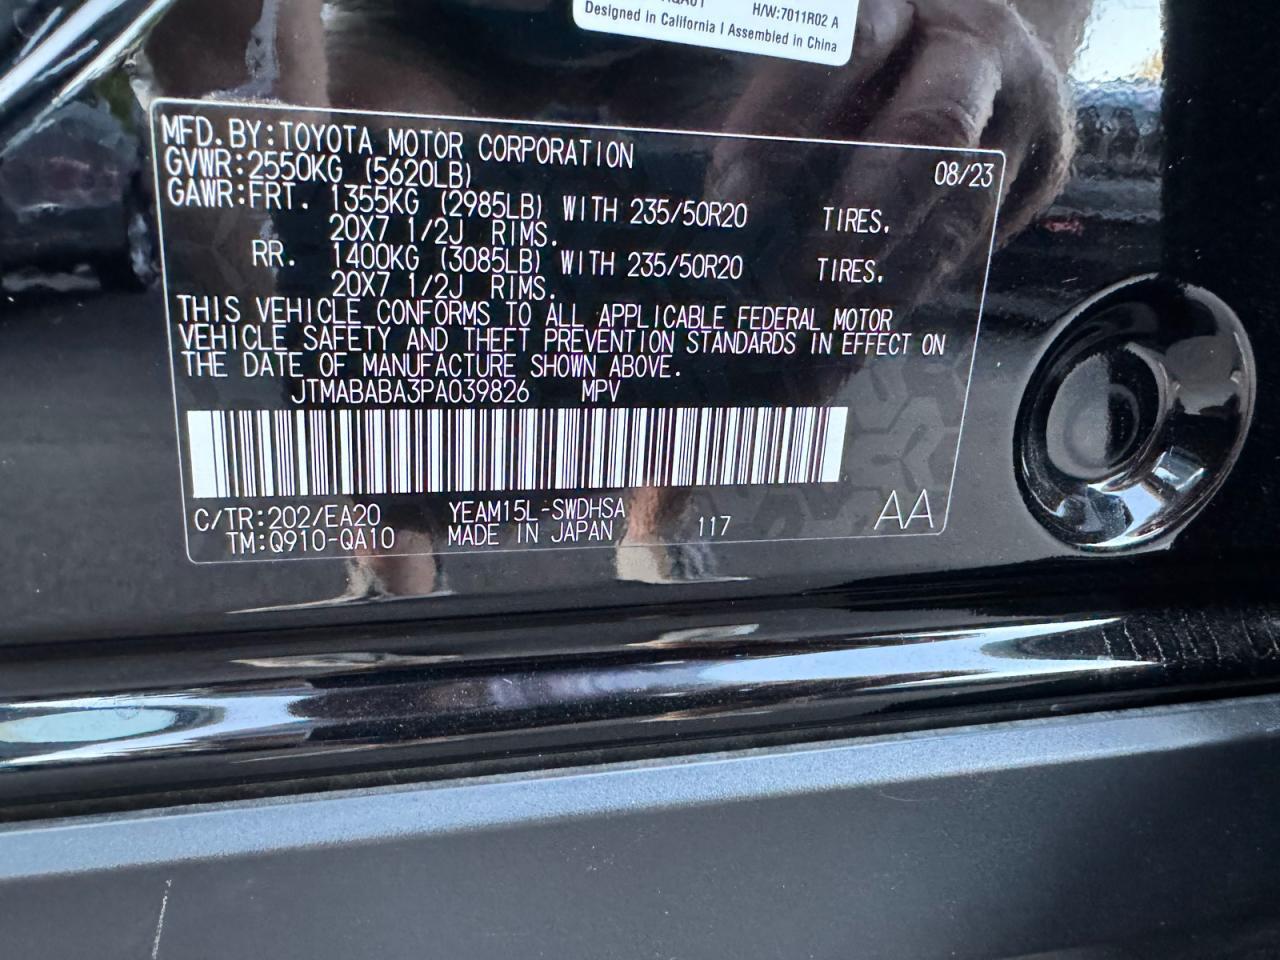 H/W:7011R02 A
Designed in California | Assembled in China
MFD.BY:TOYOTA MOTOR CORPORATION 08/23
GVWR:2550KG (5620LB)
GAWR:FRT. 1355KG (2985LB) WITH 235/50R20 TIRES.
20X7 1/2J RIMS.
RR. 1400KG (3085LB) WITH 235/50R20 TIRES.
20X7 1/2J RIMS.
THIS VEHICLE CONFORMS TO ALL APPLICABLE FEDERAL MOTOR
VEHICLE SAFETY AND THEFT PREVENTION STANDARDS IN EFFECT ON
THE DATE OF MANUFACTURE SHOWN ABOVE.
JTMABABA3PA039826 MPV
C/TR:202/EA20 YEAM15L-SWDHSA
TM:Q910-QA10 MADE IN JAPAN 117 AA